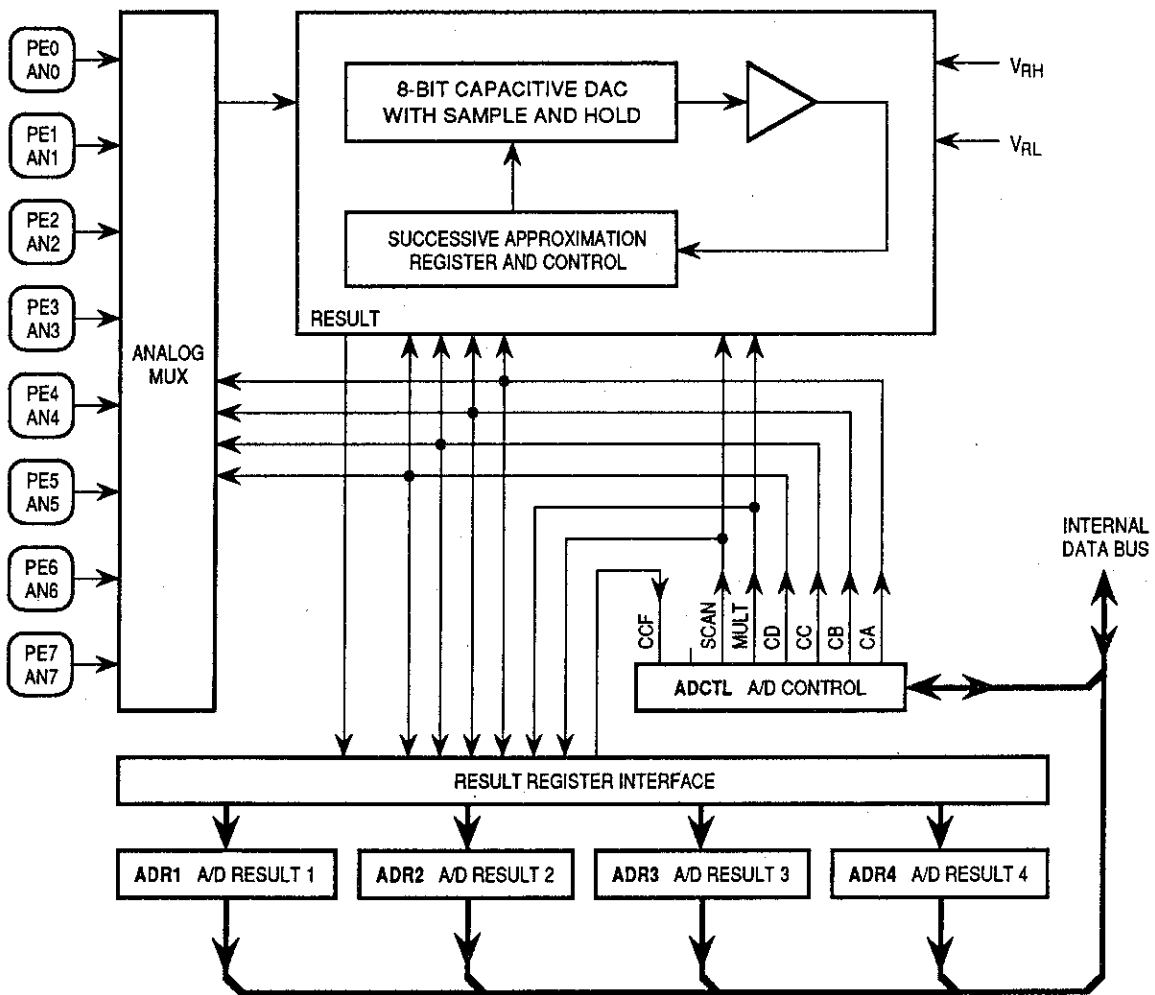 PE0
AN0
PE1
AN1
PE2
AN2
PE3
AN3
PE4
AN4
PE5
AN5
PE6
AN6
PE7
AN7
ANALOG
MUX
8-BIT CAPACITIVE DAC
WITH SAMPLE AND HOLD
SUCCESSIVE APPROXIMATION
REGISTER AND CONTROL
RESULT
VRH
VRL
INTERNAL
DATA BUS
CCF
SCAN
MULT
CD
CC
CB
CA
ADCTL A/D CONTROL
RESULT REGISTER INTERFACE
ADR1 A/D RESULT 1
ADR2 A/D RESULT 2
ADR3 A/D RESULT 3
ADR4 A/D RESULT 4